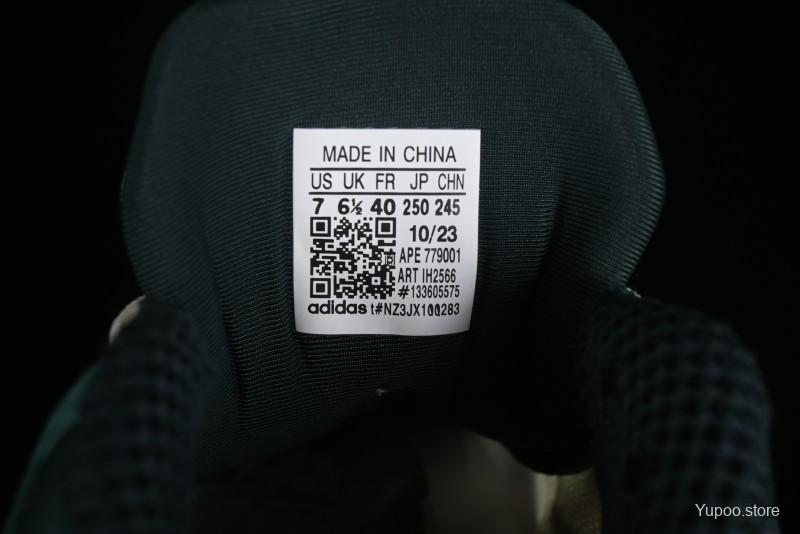 MADE IN CHINA
US UK FR JP CHN
7 6½ 40 250 245
10/23
APE 779001
ART IH2566
#133605575
adidas t#NZ3JX100283
Yupoo.store